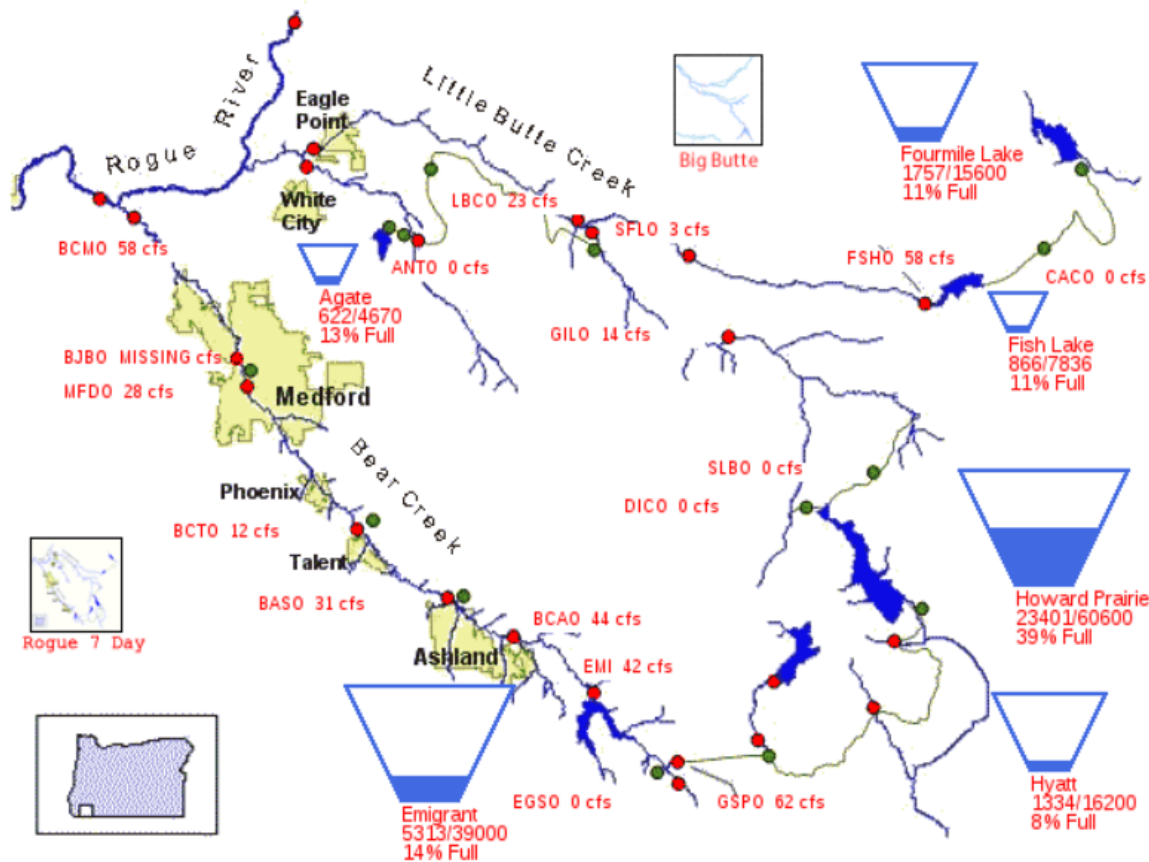 Rogue River
Eagle
Point
Little Butte Creek
Big Butte
Fourmile Lake
1757/15600
11% Full
White
City
LBCO 23 cfs
SFLO 3 cfs
BCMO 58 cfs
ANTO 0 cfs
FSHO 58 cfs
CACO 0 cfs
Agate
622/4670
13% Full
GILO 14 cfs
Fish Lake
866/7836
11% Full
BJBO MISSING cfs
MFDO 28 cfs
Medford
Bear Creek
SLBO 0 cfs
DICO 0 cfs
Phoenix
BCTO 12 cfs
Talent
Howard Prairie
23401/60600
39% Full
BASO 31 cfs
BCAO 44 cfs
Rogue 7 Day
Ashland
EMI 42 cfs
EGSO 0 cfs
GSPO 62 cfs
Emigrant
5313/39000
14% Full
Hyatt
1334/16200
8% Full